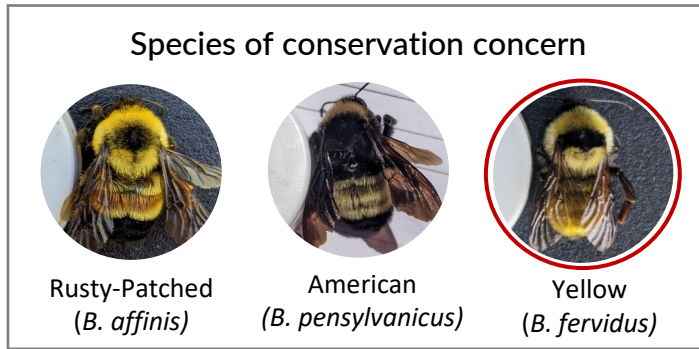 Species of conservation concern
Rusty-Patched
(B. affinis)
American
(B. pensylvanicus)
Yellow
(B. fervidus)